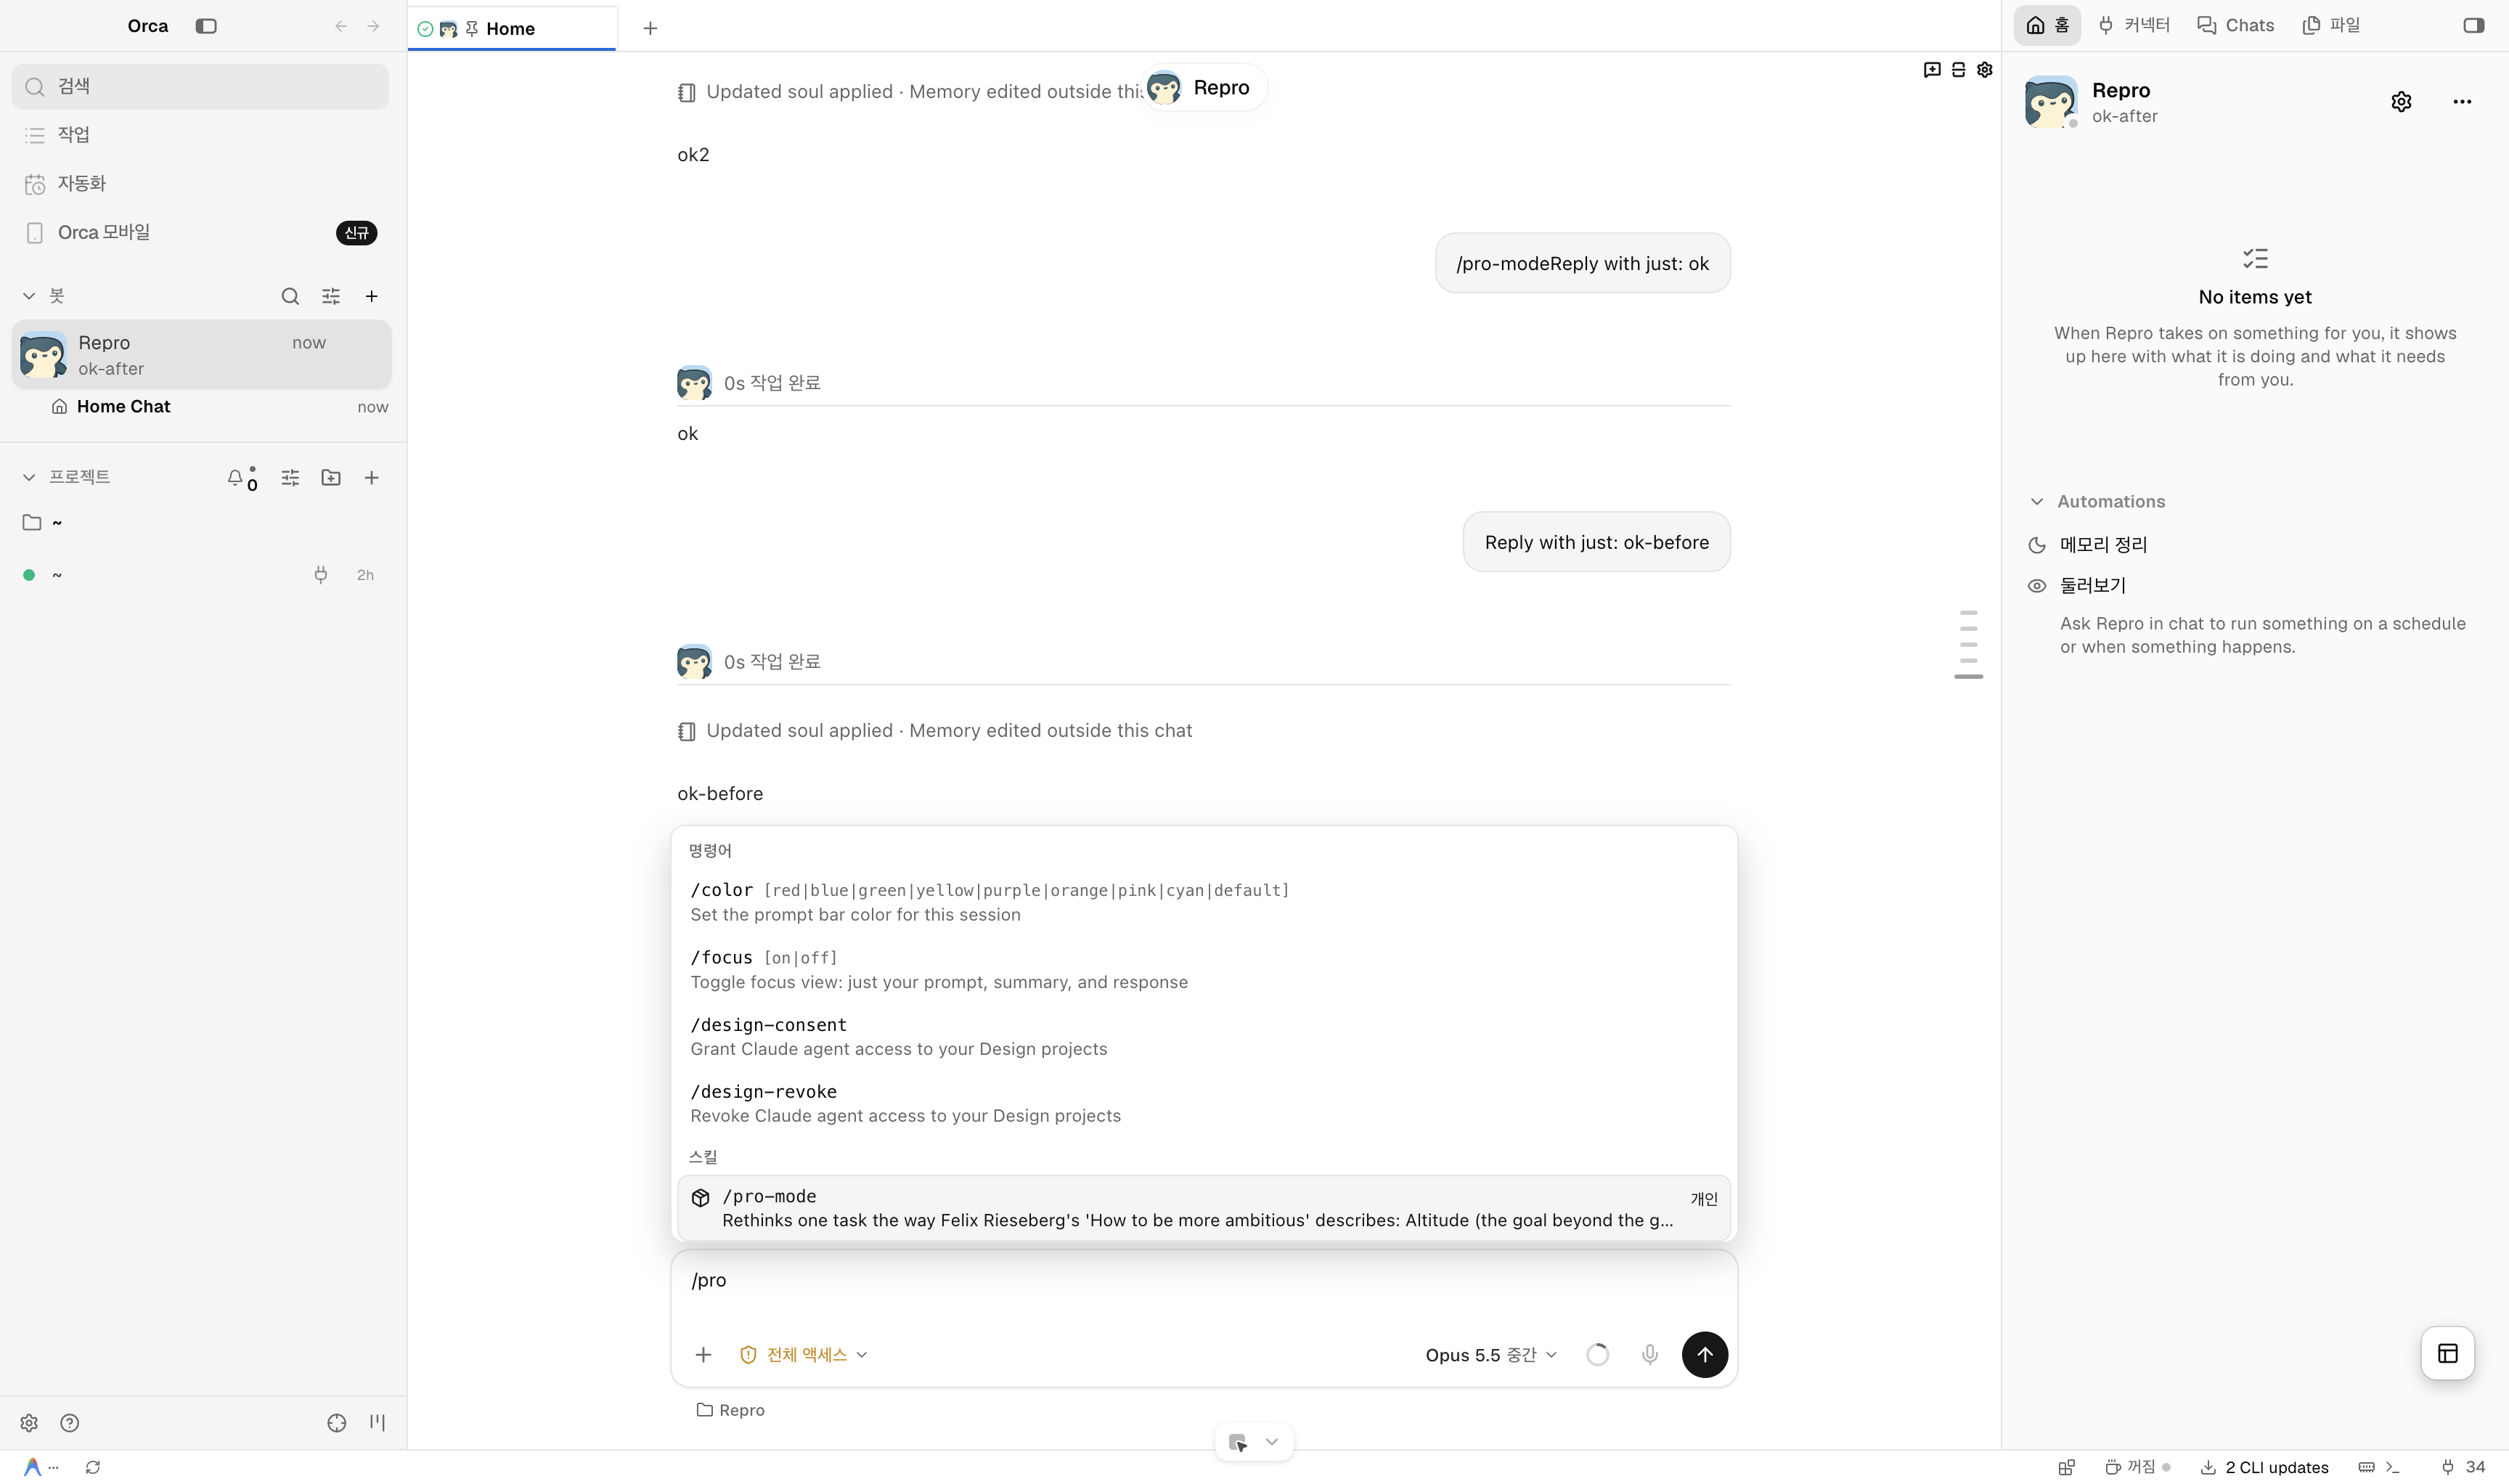 Orca
검색
작업
자동화
Orca 모바일
신규
봇
Repro
now
ok-after
Home Chat
now
프로젝트
0
~
~
2h
Home
Updated soul applied · Memory edited outside this
Repro
ok2
/pro-modeReply with just: ok
0s 작업 완료
ok
Reply with just: ok-before
0s 작업 완료
Updated soul applied · Memory edited outside this chat
ok-before
명령어
/color [red|blue|green|yellow|purple|orange|pink|cyan|default]
Set the prompt bar color for this session
/focus [on|off]
Toggle focus view: just your prompt, summary, and response
/design-consent
Grant Claude agent access to your Design projects
/design-revoke
Revoke Claude agent access to your Design projects
스킬
/pro-mode
개인
Rethinks one task the way Felix Rieseberg's 'How to be more ambitious' describes: Altitude (the goal beyond the g...
/pro
전체 액세스
Opus 5.5 중간
Repro
홈
커넥터
Chats
파일
Repro
ok-after
No items yet
When Repro takes on something for you, it shows
up here with what it is doing and what it needs
from you.
Automations
메모리 정리
둘러보기
Ask Repro in chat to run something on a schedule
or when something happens.
꺼짐
2 CLI updates
34